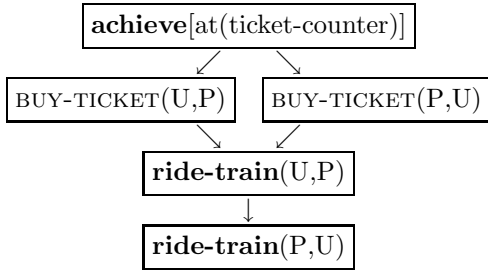 achieve[at(ticket-counter)]
BUY-TICKET(U,P) BUY-TICKET(P,U)
ride-train(U,P)
ride-train(P,U)